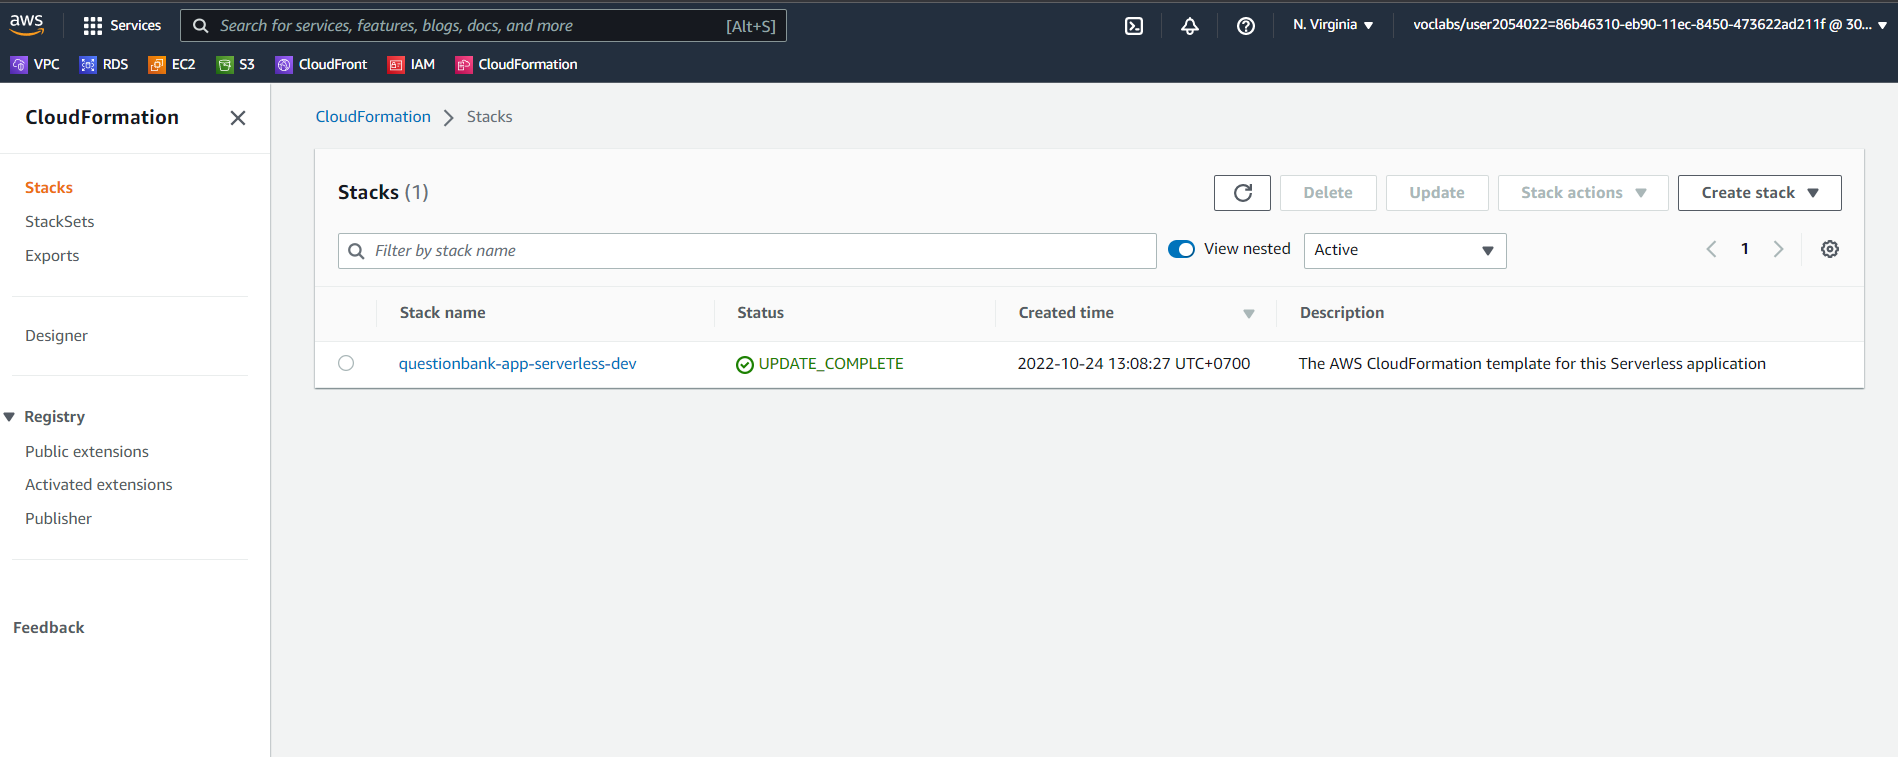 aws Services Search for services, features, blogs, docs, and more [Alt+S] N. Virginia voclabs/user2054022=86b46310-eb90-11ec-8450-473622ad211f @ 30...
VPC RDS EC2 S3 CloudFront IAM CloudFormation
CloudFormation
Stacks
StackSets
Exports
Designer
Registry
Public extensions
Activated extensions
Publisher
Feedback
CloudFormation Stacks
Stacks (1) Delete Update Stack actions Create stack
Filter by stack name View nested Active 1
Stack name Status Created time Description
questionbank-app-serverless-dev UPDATE_COMPLETE 2022-10-24 13:08:27 UTC+0700 The AWS CloudFormation template for this Serverless application